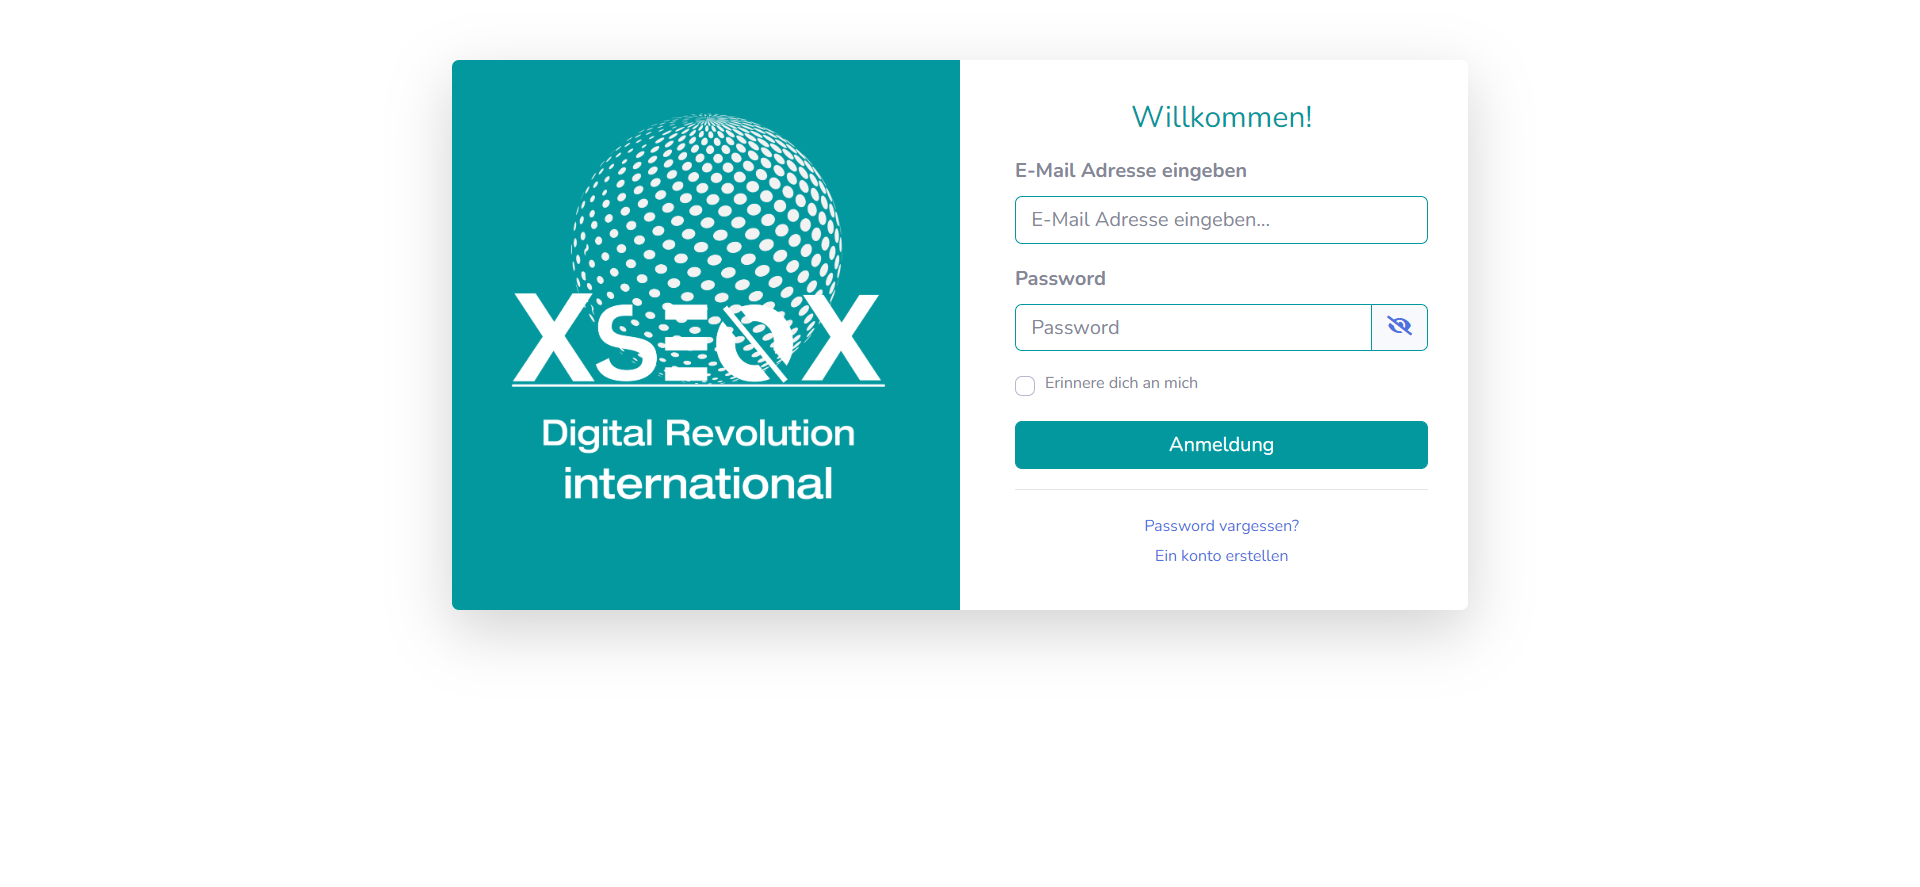 XSEOX
Digital Revolution
international
Willkommen!
E-Mail Adresse eingeben
E-Mail Adresse eingeben...
Password
Password
Erinnere dich an mich
Anmeldung
Password vargessen?
Ein konto erstellen